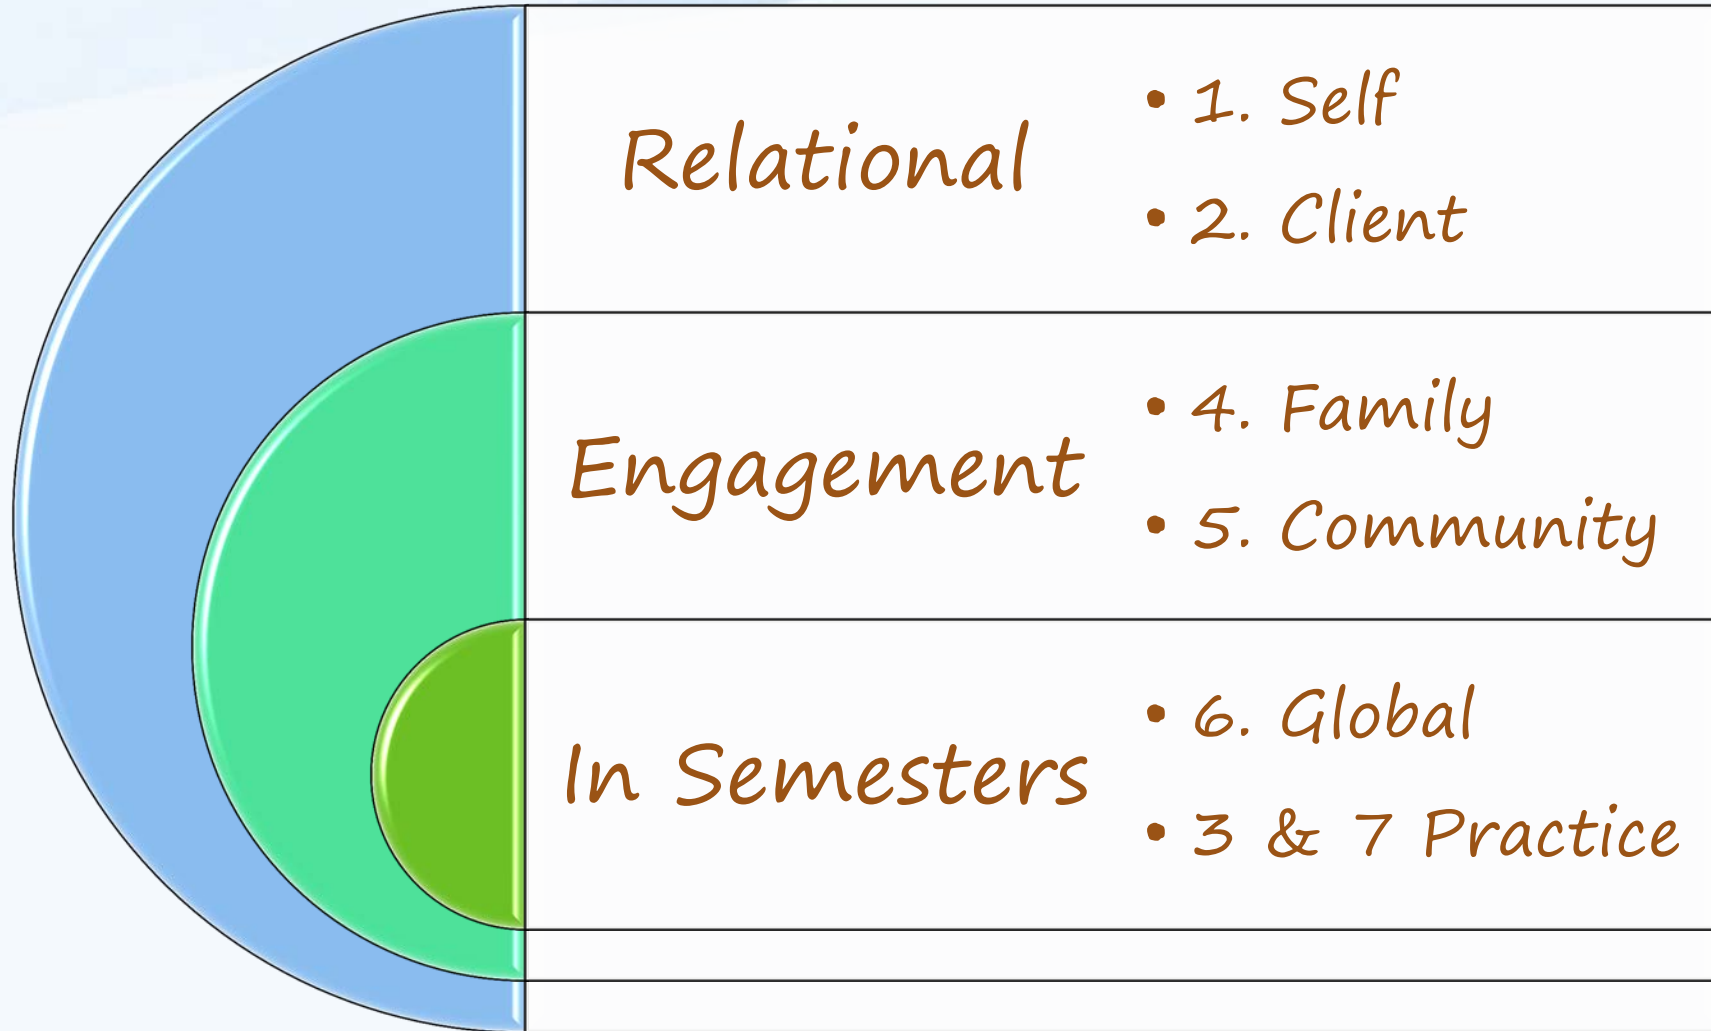 Relational
• 1. Self
• 2. Client
Engagement
• 4. Family
• 5. Community
In Semesters
• 6. Global
• 3 & 7 Practice